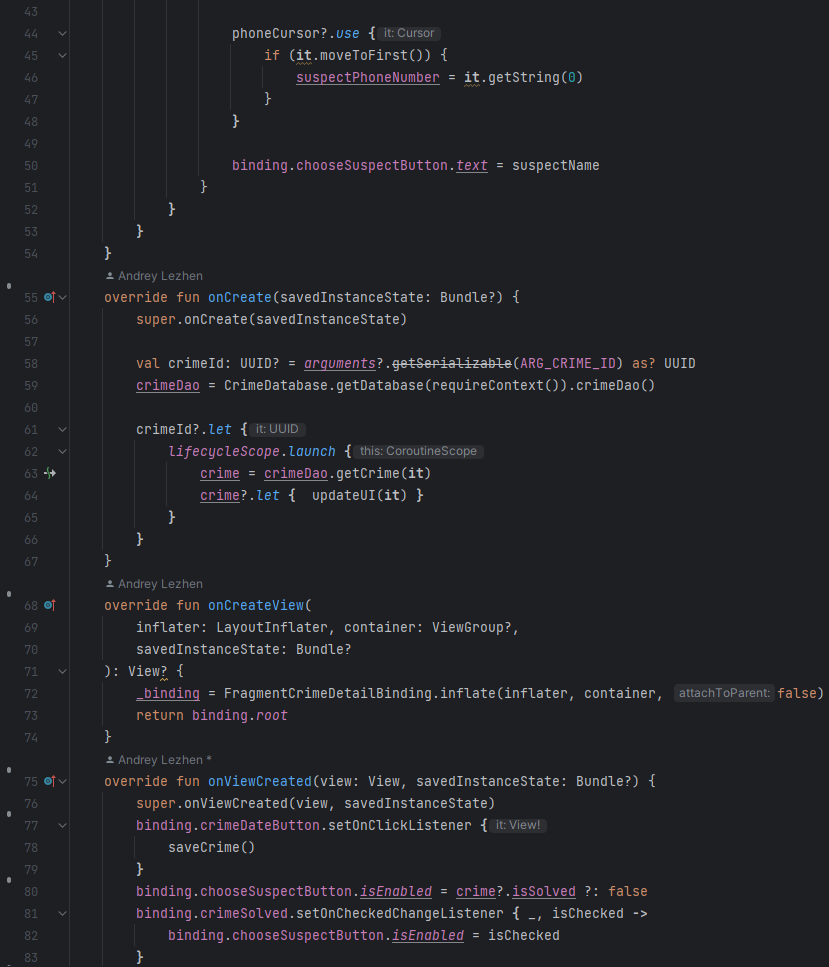 43
44 phoneCursor?.use { it: Cursor
45 if (it.moveToFirst()) {
46 suspectPhoneNumber = it.getString(0)
47 }
48 }
49
50 binding.chooseSuspectButton.text = suspectName
51 }
52 }
53 }
54 }
Andrey Lezhen
55 override fun onCreate(savedInstanceState: Bundle?) {
56 super.onCreate(savedInstanceState)
57
58 val crimeId: UUID? = arguments?.getSerializable(ARG_CRIME_ID) as? UUID
59 crimeDao = CrimeDatabase.getDatabase(requireContext()).crimeDao()
60
61 crimeId?.let { it: UUID
62 lifecycleScope.launch { this: CoroutineScope
63 crime = crimeDao.getCrime(it)
64 crime?.let { updateUI(it) }
65 }
66 }
67 }
Andrey Lezhen
68 override fun onCreateView(
69 inflater: LayoutInflater, container: ViewGroup?,
70 savedInstanceState: Bundle?
71 ): View? {
72 _binding = FragmentCrimeDetailBinding.inflate(inflater, container, attachToParent: false)
73 return binding.root
74 }
Andrey Lezhen *
75 override fun onViewCreated(view: View, savedInstanceState: Bundle?) {
76 super.onViewCreated(view, savedInstanceState)
77 binding.crimeDateButton.setOnClickListener { it: View!
78 saveCrime()
79 }
80 binding.chooseSuspectButton.isEnabled = crime?.isSolved ?: false
81 binding.crimeSolved.setOnCheckedChangeListener { _, isChecked ->
82 binding.chooseSuspectButton.isEnabled = isChecked
83 }